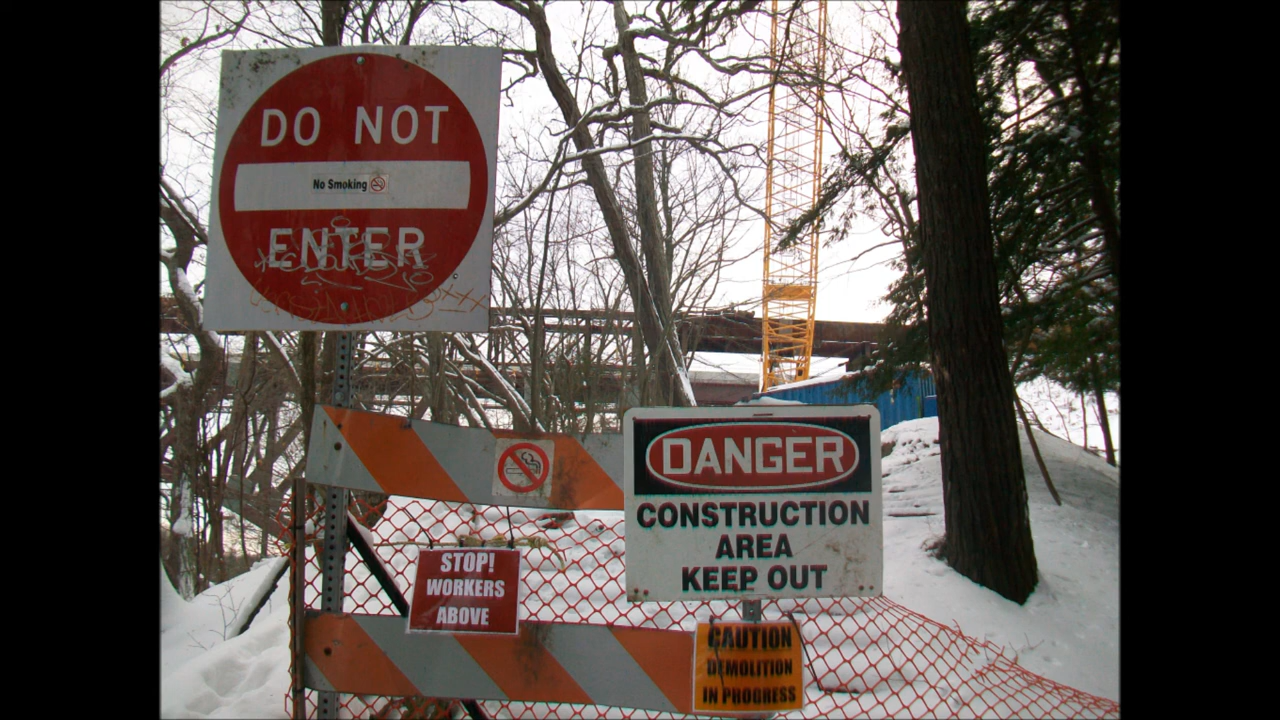 DO NOT
No Smoking
ENTER
DANGER
CONSTRUCTION
AREA
KEEP OUT
STOP!
WORKERS
ABOVE
CAUTION
DEMOLITION
IN PROGRESS